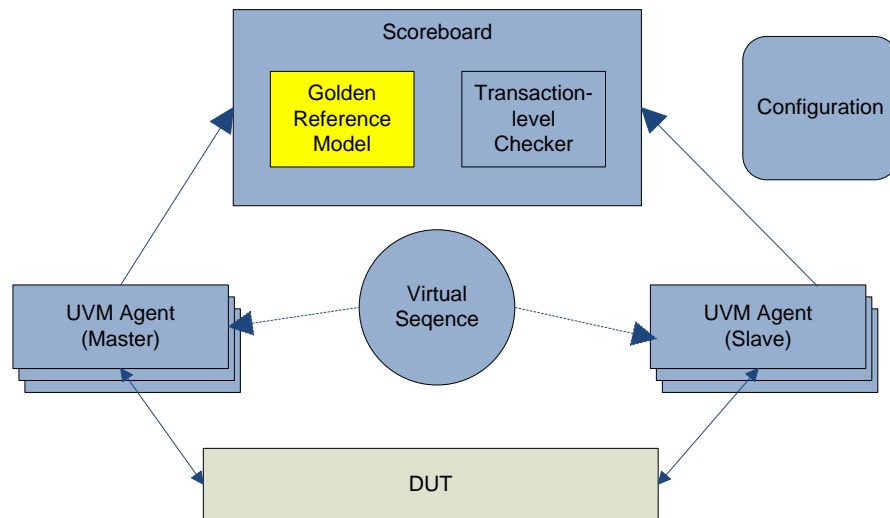 Scoreboard
Golden
Reference
Model
Transaction-
level
Checker
Configuration
UVM Agent
(Master)
Virtual
Seqence
UVM Agent
(Slave)
DUT